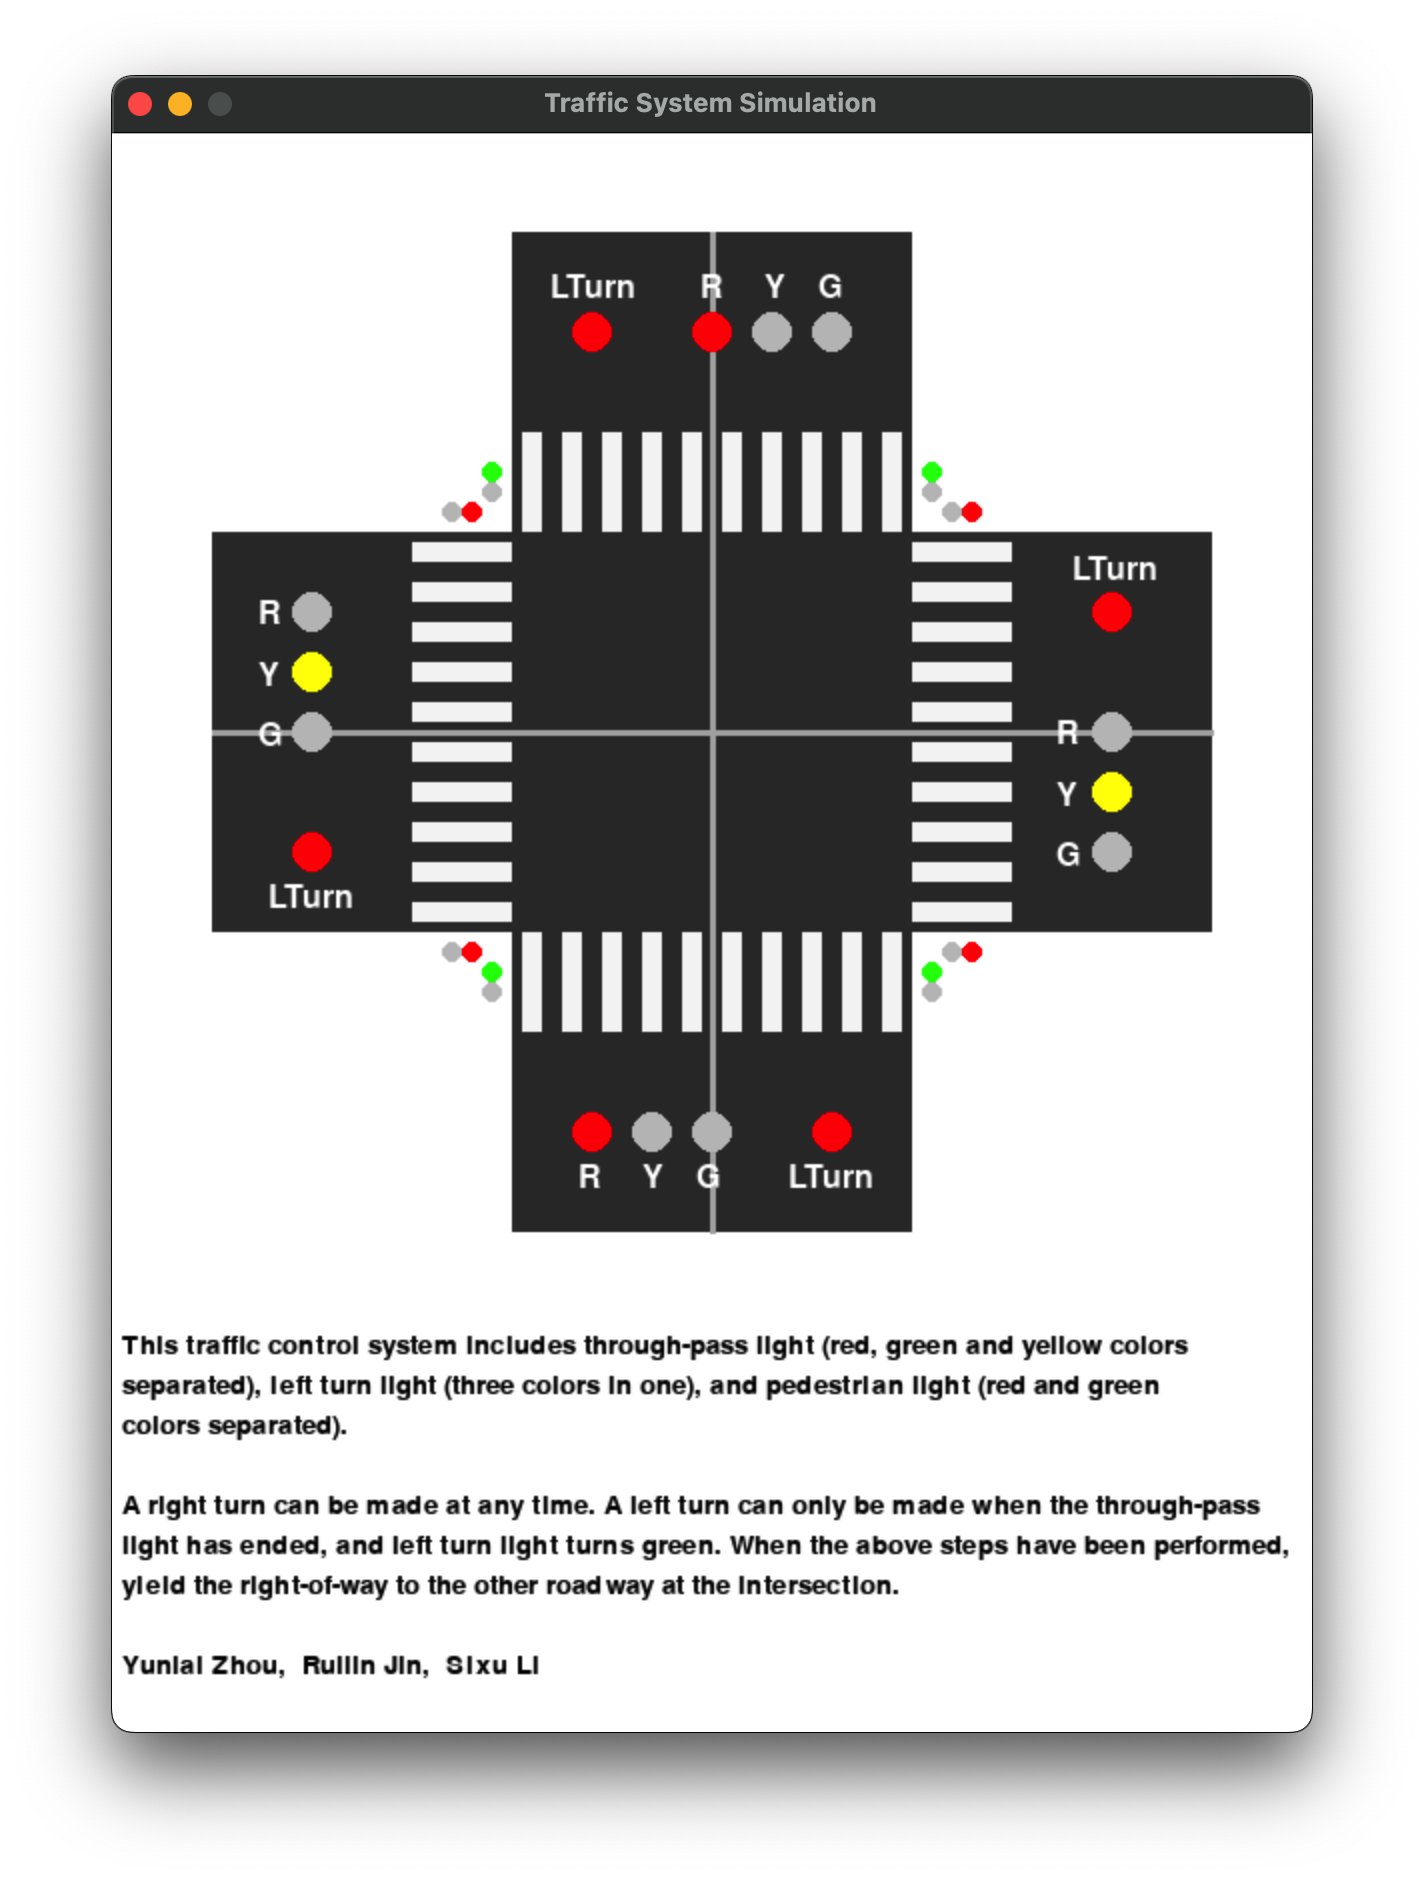 Traffic System Simulation
LTurn R Y G
LTurn
R
Y
G
R
Y
G
LTurn
R Y G LTurn
This traffic control system includes through-pass light (red, green and yellow colors
separated), left turn light (three colors in one), and pedestrian light (red and green
colors separated).
A right turn can be made at any time. A left turn can only be made when the through-pass
light has ended, and left turn light turns green. When the above steps have been performed,
yield the right-of-way to the other roadway at the intersection.
Yuniai Zhou, Ruilin Jin, Sixu Li